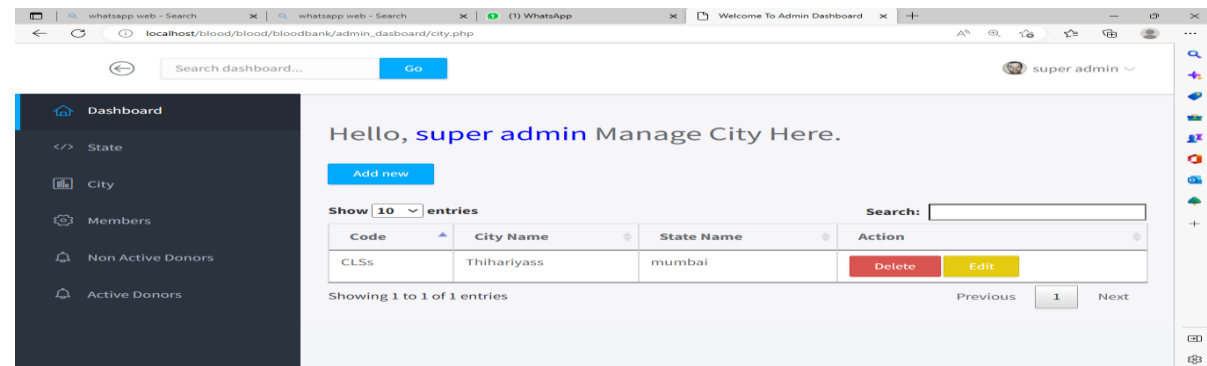 whatsapp web - Search whatsapp web - Search (1) WhatsApp Welcome To Admin Dashboard
localhost/blood/blood/bloodbank/admin_dasboard/city.php
Search dashboard... Go super admin
Dashboard
State
City
Members
Non Active Donors
Active Donors
Hello, super admin Manage City Here.
Add new
Show 10 entries Search:
Code City Name State Name Action
CLSs Thihariyass mumbai Delete Edit
Showing 1 to 1 of 1 entries Previous 1 Next